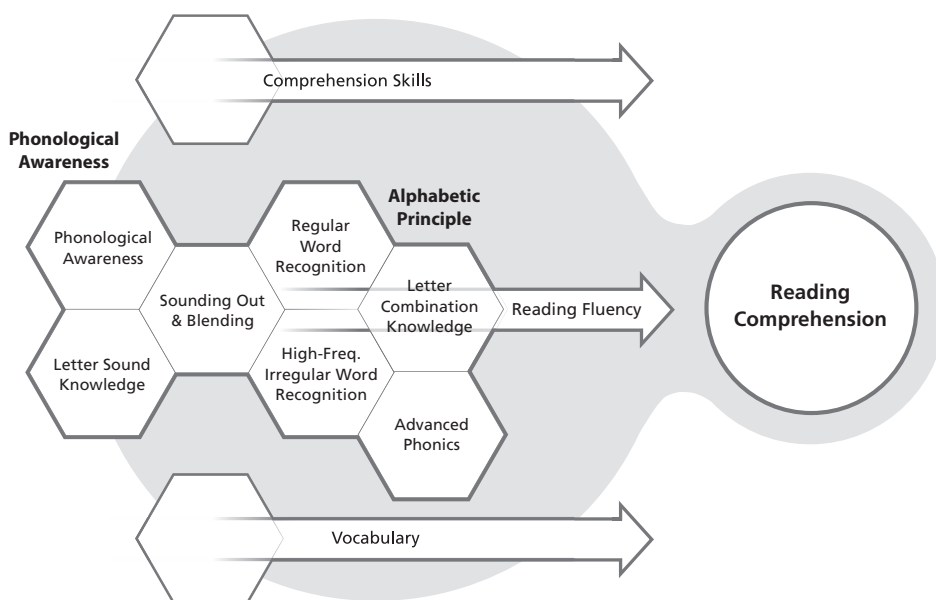 Comprehension Skills
Phonological
Awareness
Alphabetic
Principle
Phonological
Awareness
Regular
Word
Recognition
Sounding Out
& Blending
Letter
Combination
Knowledge
Reading Fluency
Reading
Comprehension
Letter Sound
Knowledge
High-Freq.
Irregular Word
Recognition
Advanced
Phonics
Vocabulary